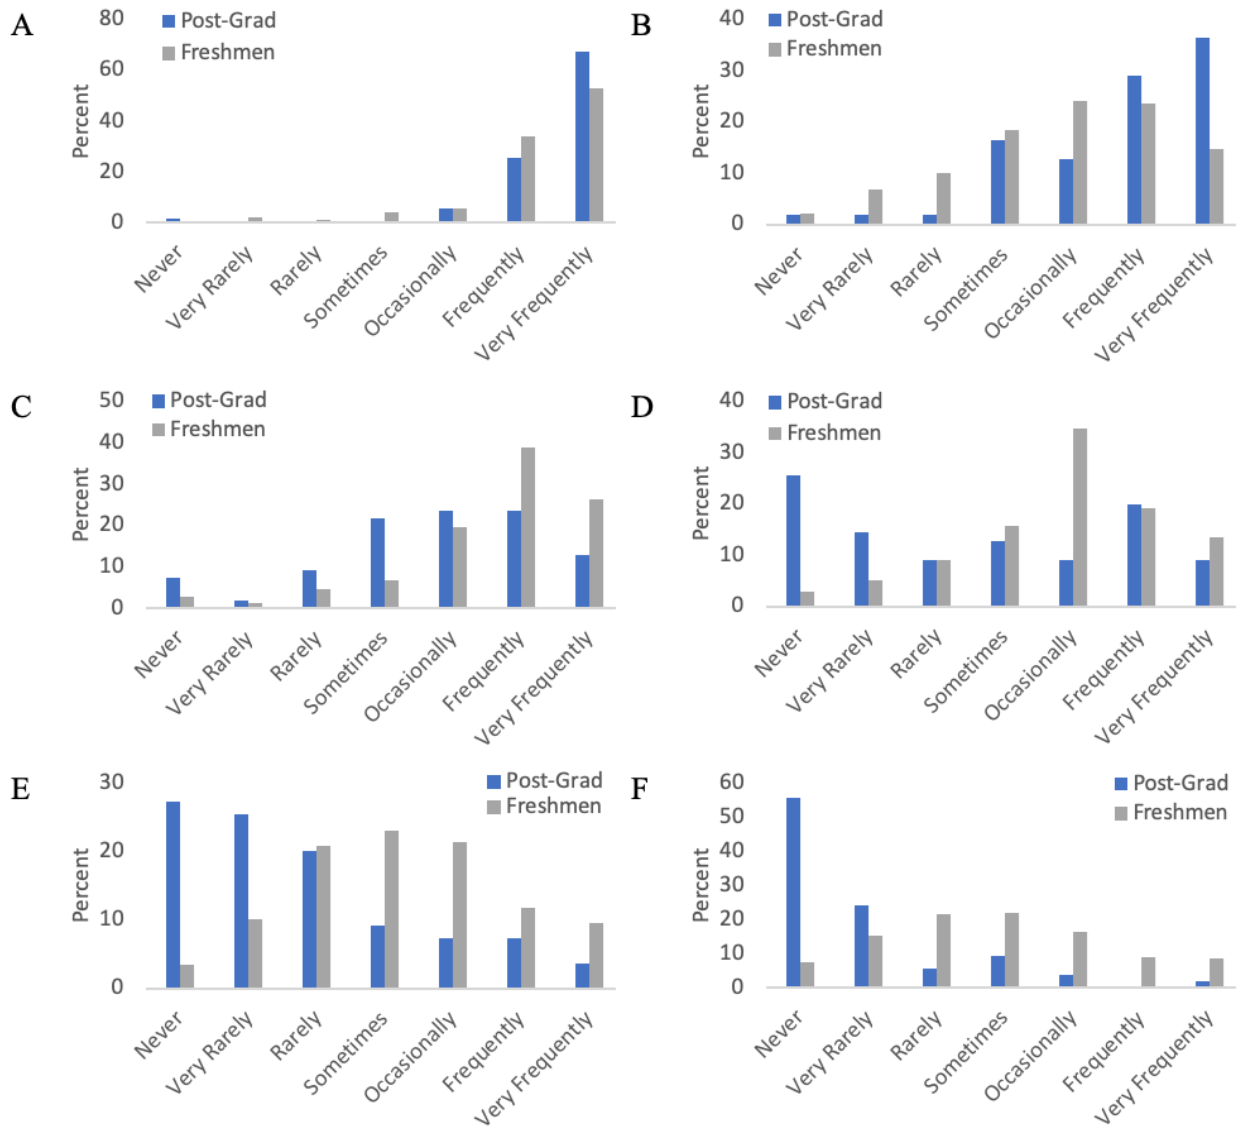 A
80
60
40
20
0
Percent
Post-Grad
Freshmen
Never
Very Rarely
Rarely
Sometimes
Occasionally
Frequently
Very Frequently
B
40
30
20
10
0
Percent
Post-Grad
Freshmen
Never
Very Rarely
Rarely
Sometimes
Occasionally
Frequently
Very Frequently
C
50
40
30
20
10
0
Percent
Post-Grad
Freshmen
Never
Very Rarely
Rarely
Sometimes
Occasionally
Frequently
Very Frequently
D
40
30
20
10
0
Percent
Post-Grad
Freshmen
Never
Very Rarely
Rarely
Sometimes
Occasionally
Frequently
Very Frequently
E
30
20
10
0
Percent
Post-Grad
Freshmen
Never
Very Rarely
Rarely
Sometimes
Occasionally
Frequently
Very Frequently
F
60
50
40
30
20
10
0
Percent
Post-Grad
Freshmen
Never
Very Rarely
Rarely
Sometimes
Occasionally
Frequently
Very Frequently